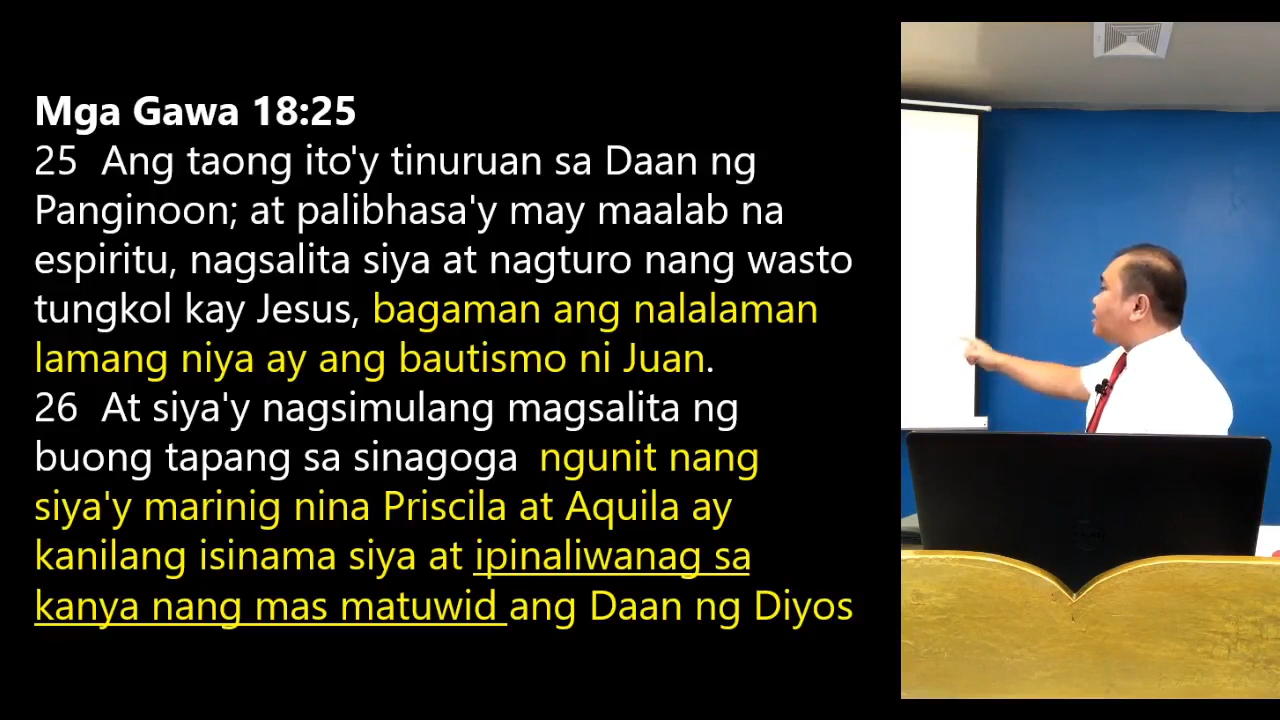 Mga Gawa 18:25
25  Ang taong ito'y tinuruan sa Daan ng
Panginoon; at palibhasa'y may maalab na
espiritu, nagsalita siya at nagturo nang wasto
tungkol kay Jesus, bagaman ang nalalaman
lamang niya ay ang bautismo ni Juan.
26  At siya'y nagsimulang magsalita ng
buong tapang sa sinagoga  ngunit nang
siya'y marinig nina Priscila at Aquila ay
kanilang isinama siya at ipinaliwanag sa
kanya nang mas matuwid ang Daan ng Diyos